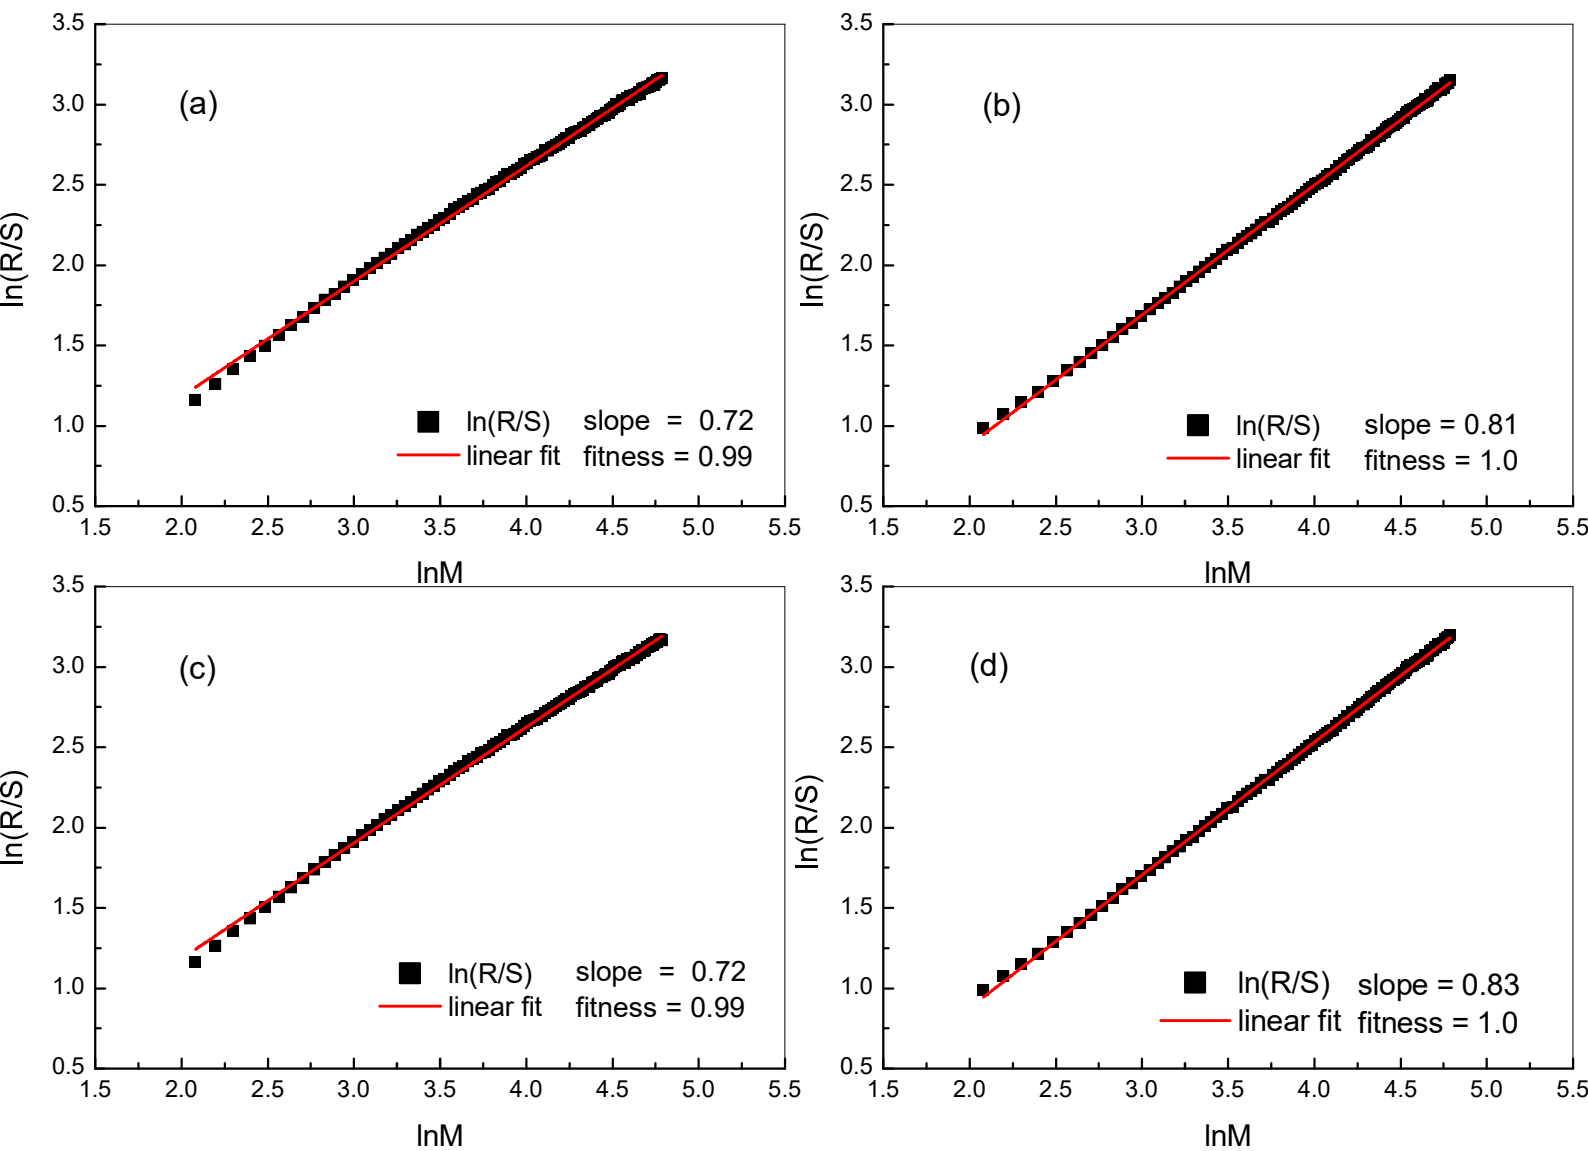 3.5
3.0
2.5
2.0
1.5
1.0
0.5
ln(R/S)
(a)
ln(R/S) slope = 0.72
linear fit fitness = 0.99
1.5 2.0 2.5 3.0 3.5 4.0 4.5 5.0 5.5
lnM
3.5
3.0
2.5
2.0
1.5
1.0
0.5
ln(R/S)
(b)
ln(R/S) slope = 0.81
linear fit fitness = 1.0
1.5 2.0 2.5 3.0 3.5 4.0 4.5 5.0 5.5
lnM
3.5
3.0
2.5
2.0
1.5
1.0
0.5
ln(R/S)
(c)
ln(R/S) slope = 0.72
linear fit fitness = 0.99
1.5 2.0 2.5 3.0 3.5 4.0 4.5 5.0 5.5
lnM
3.5
3.0
2.5
2.0
1.5
1.0
0.5
ln(R/S)
(d)
ln(R/S) slope = 0.83
linear fit fitness = 1.0
1.5 2.0 2.5 3.0 3.5 4.0 4.5 5.0 5.5
lnM